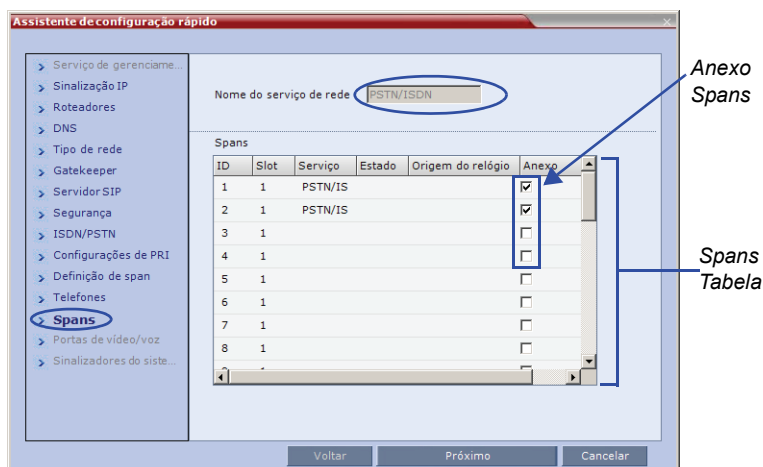 Assistente de configuração rápido
Serviço de gerenciame...
Sinalização IP
Roteadores
DNS
Tipo de rede
Gatekeeper
Servidor SIP
Segurança
ISDN/PSTN
Configurações de PRI
Definição de span
Telefones
Spans
Portas de vídeo/voz
Sinalizadores do siste...
Nome do serviço de rede PSTN/ISDN
Spans
ID Slot Serviço Estado Origem do relógio Anexo
1 1 PSTN/IS
2 1 PSTN/IS
3 1
4 1
5 1
6 1
7 1
8 1
Voltar Próximo Cancelar
Anexo
Spans
Spans
Tabela